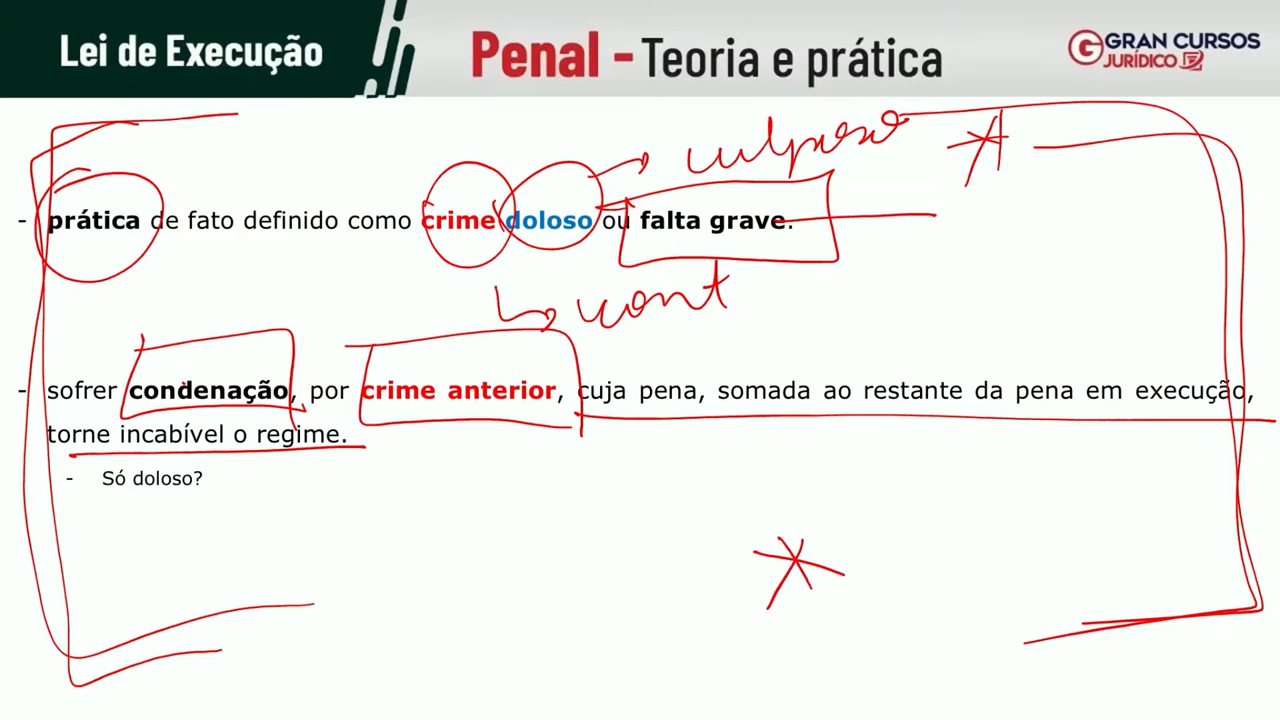 Lei de Execução Penal - Teoria e prática
GRAN CURSOS
JURÍDICO
culposo
- prática de fato definido como crime doloso ou falta grave.
cont
- sofrer condenação, por crime anterior, cuja pena, somada ao restante da pena em execução,
torne incabível o regime.
- Só doloso?